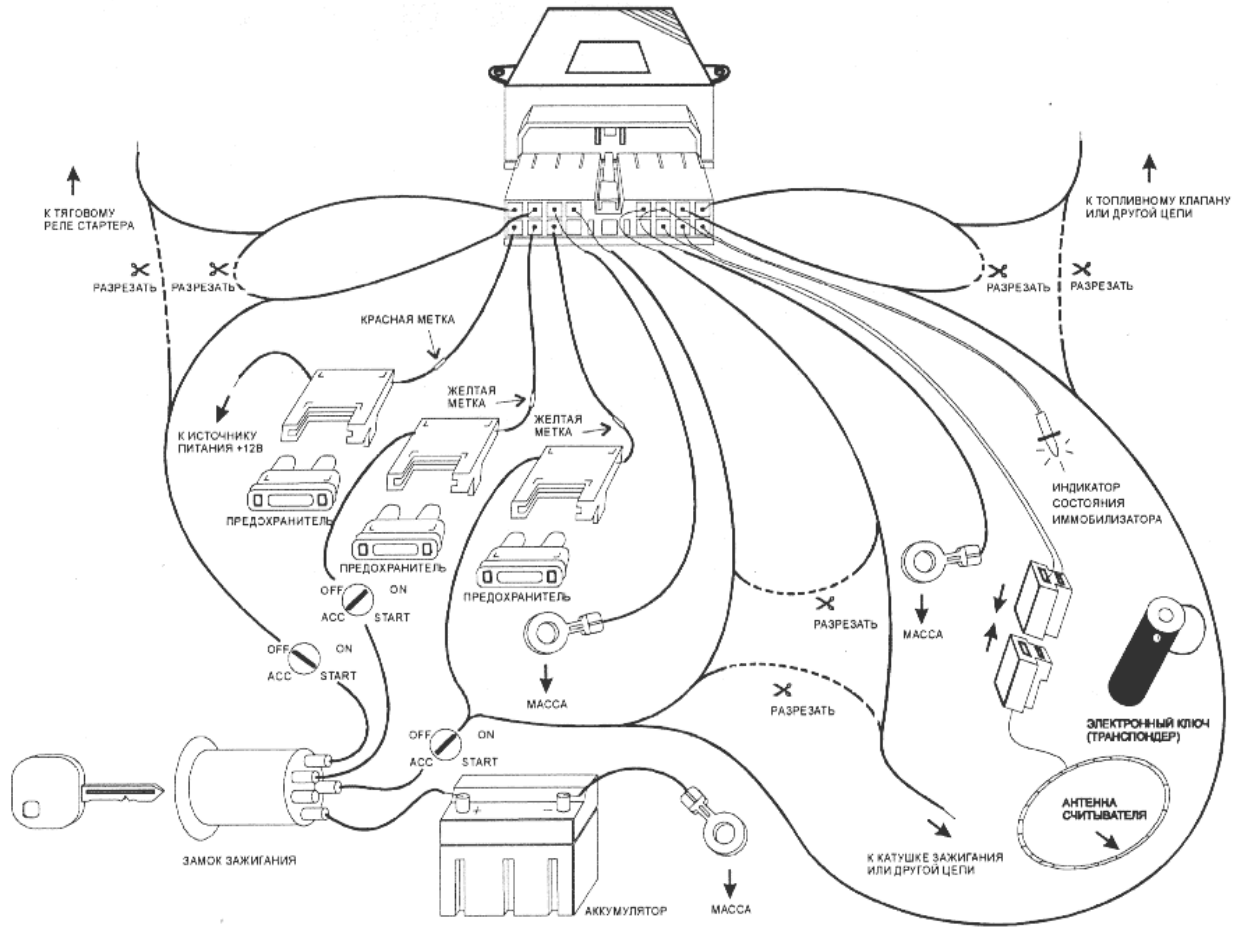 К ТЯГОВОМУ
РЕЛЕ СТАРТЕРА
К ТОПЛИВНОМУ КЛАПАНУ
ИЛИ ДРУГОЙ ЦЕПИ
РАЗРЕЗАТЬ
РАЗРЕЗАТЬ
РАЗРЕЗАТЬ
РАЗРЕЗАТЬ
КРАСНАЯ МЕТКА
ЖЕЛТАЯ
МЕТКА
ЖЕЛТАЯ
МЕТКА
К ИСТОЧНИКУ
ПИТАНИЯ +12В
ПРЕДОХРАНИТЕЛЬ
ПРЕДОХРАНИТЕЛЬ
ПРЕДОХРАНИТЕЛЬ
ИНДИКАТОР
СОСТОЯНИЯ
ИММОБИЛИЗАТОРА
OFF ON
ACC START
OFF ON
ACC START
РАЗРЕЗАТЬ
МАССА
МАССА
РАЗРЕЗАТЬ
ЭЛЕКТРОННЫЙ КЛЮЧ
(ТРАНСПОНДЕР)
OFF ON
ACC START
+ −
АНТЕННА
СЧИТЫВАТЕЛЯ
ЗАМОК ЗАЖИГАНИЯ
К КАТУШКЕ ЗАЖИГАНИЯ
ИЛИ ДРУГОЙ ЦЕПИ
АККУМУЛЯТОР
МАССА